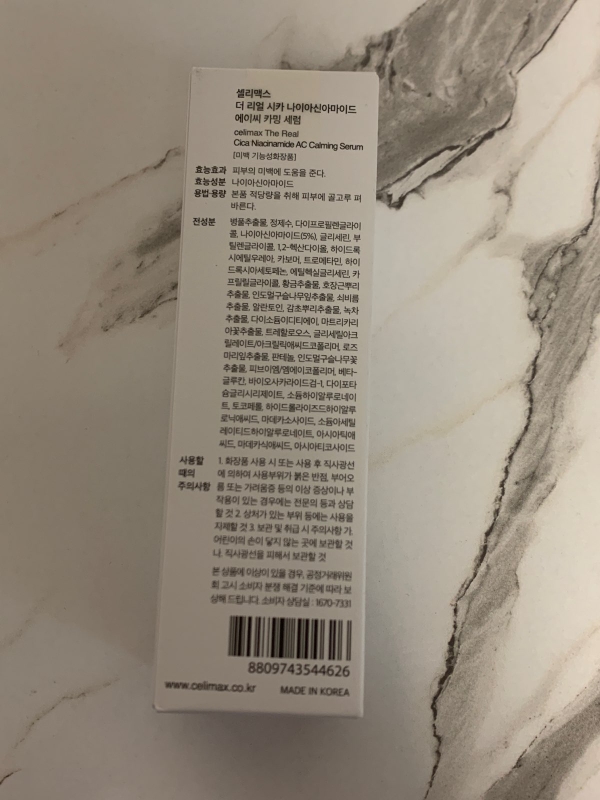 셀리맥스
더 리얼 시카 나이아신아마이드
에이씨 카밍 세럼
celimax The Real
Cica Niacinamide AC Calming Serum
[미백 기능성화장품]
효능효과 피부의 미백에 도움을 준다.
효능성분 나이아신아마이드
용법·용량 본품 적당량을 취해 피부에 골고루 펴
바른다.
전성분 병풀추출물, 정제수, 다이프로필렌글라이
콜, 나이아신아마이드(5%), 글리세린, 부
틸렌글라이콜, 1,2-헥산다이올, 하이드록
시에틸우레아, 카보머, 트로메타민, 하이
드록시아세토페논, 에틸헥실글리세린, 카
프릴릴글라이콜, 황금추출물, 호장근뿌리
추출물, 인도멀구슬나무잎추출물, 쇠비름
추출물, 알란토인, 감초뿌리추출물, 녹차
추출물, 다이소듐이디티에이, 마트리카리
아꽃추출물, 트레할로오스, 글리세릴아크
릴레이트/아크릴릭애씨드코폴리머, 로즈
마리잎추출물, 판테놀, 인도멀구슬나무꽃
추출물, 피브이엠/엠에이코폴리머, 베타-
글루칸, 바이오사카라이드검-1, 다이포타
슘글리시리제이트, 소듐하이알루로네이
트, 토코페롤, 하이드롤라이즈드하이알루
로닉애씨드, 마데카소사이드, 소듐아세틸
레이티드하이알루로네이트, 아시아틱애
씨드, 마데카식애씨드, 아시아티코사이드
사용할 1. 화장품 사용 시 또는 사용 후 직사광선
때의 에 의하여 사용부위가 붉은 반점, 부어오
주의사항 름 또는 가려움증 등의 이상 증상이나 부
작용이 있는 경우에는 전문의 등과 상담
할 것 2. 상처가 있는 부위 등에는 사용을
자제할 것 3. 보관 및 취급 시 주의사항 가.
어린이의 손이 닿지 않는 곳에 보관할 것
나. 직사광선을 피해서 보관할 것
본 상품에 이상이 있을 경우, 공정거래위원
회 고시 소비자 분쟁 해결 기준에 따라 보
상해 드립니다. 소비자 상담실 : 1670-7331
8809743544626
www.celimax.co.kr MADE IN KOREA